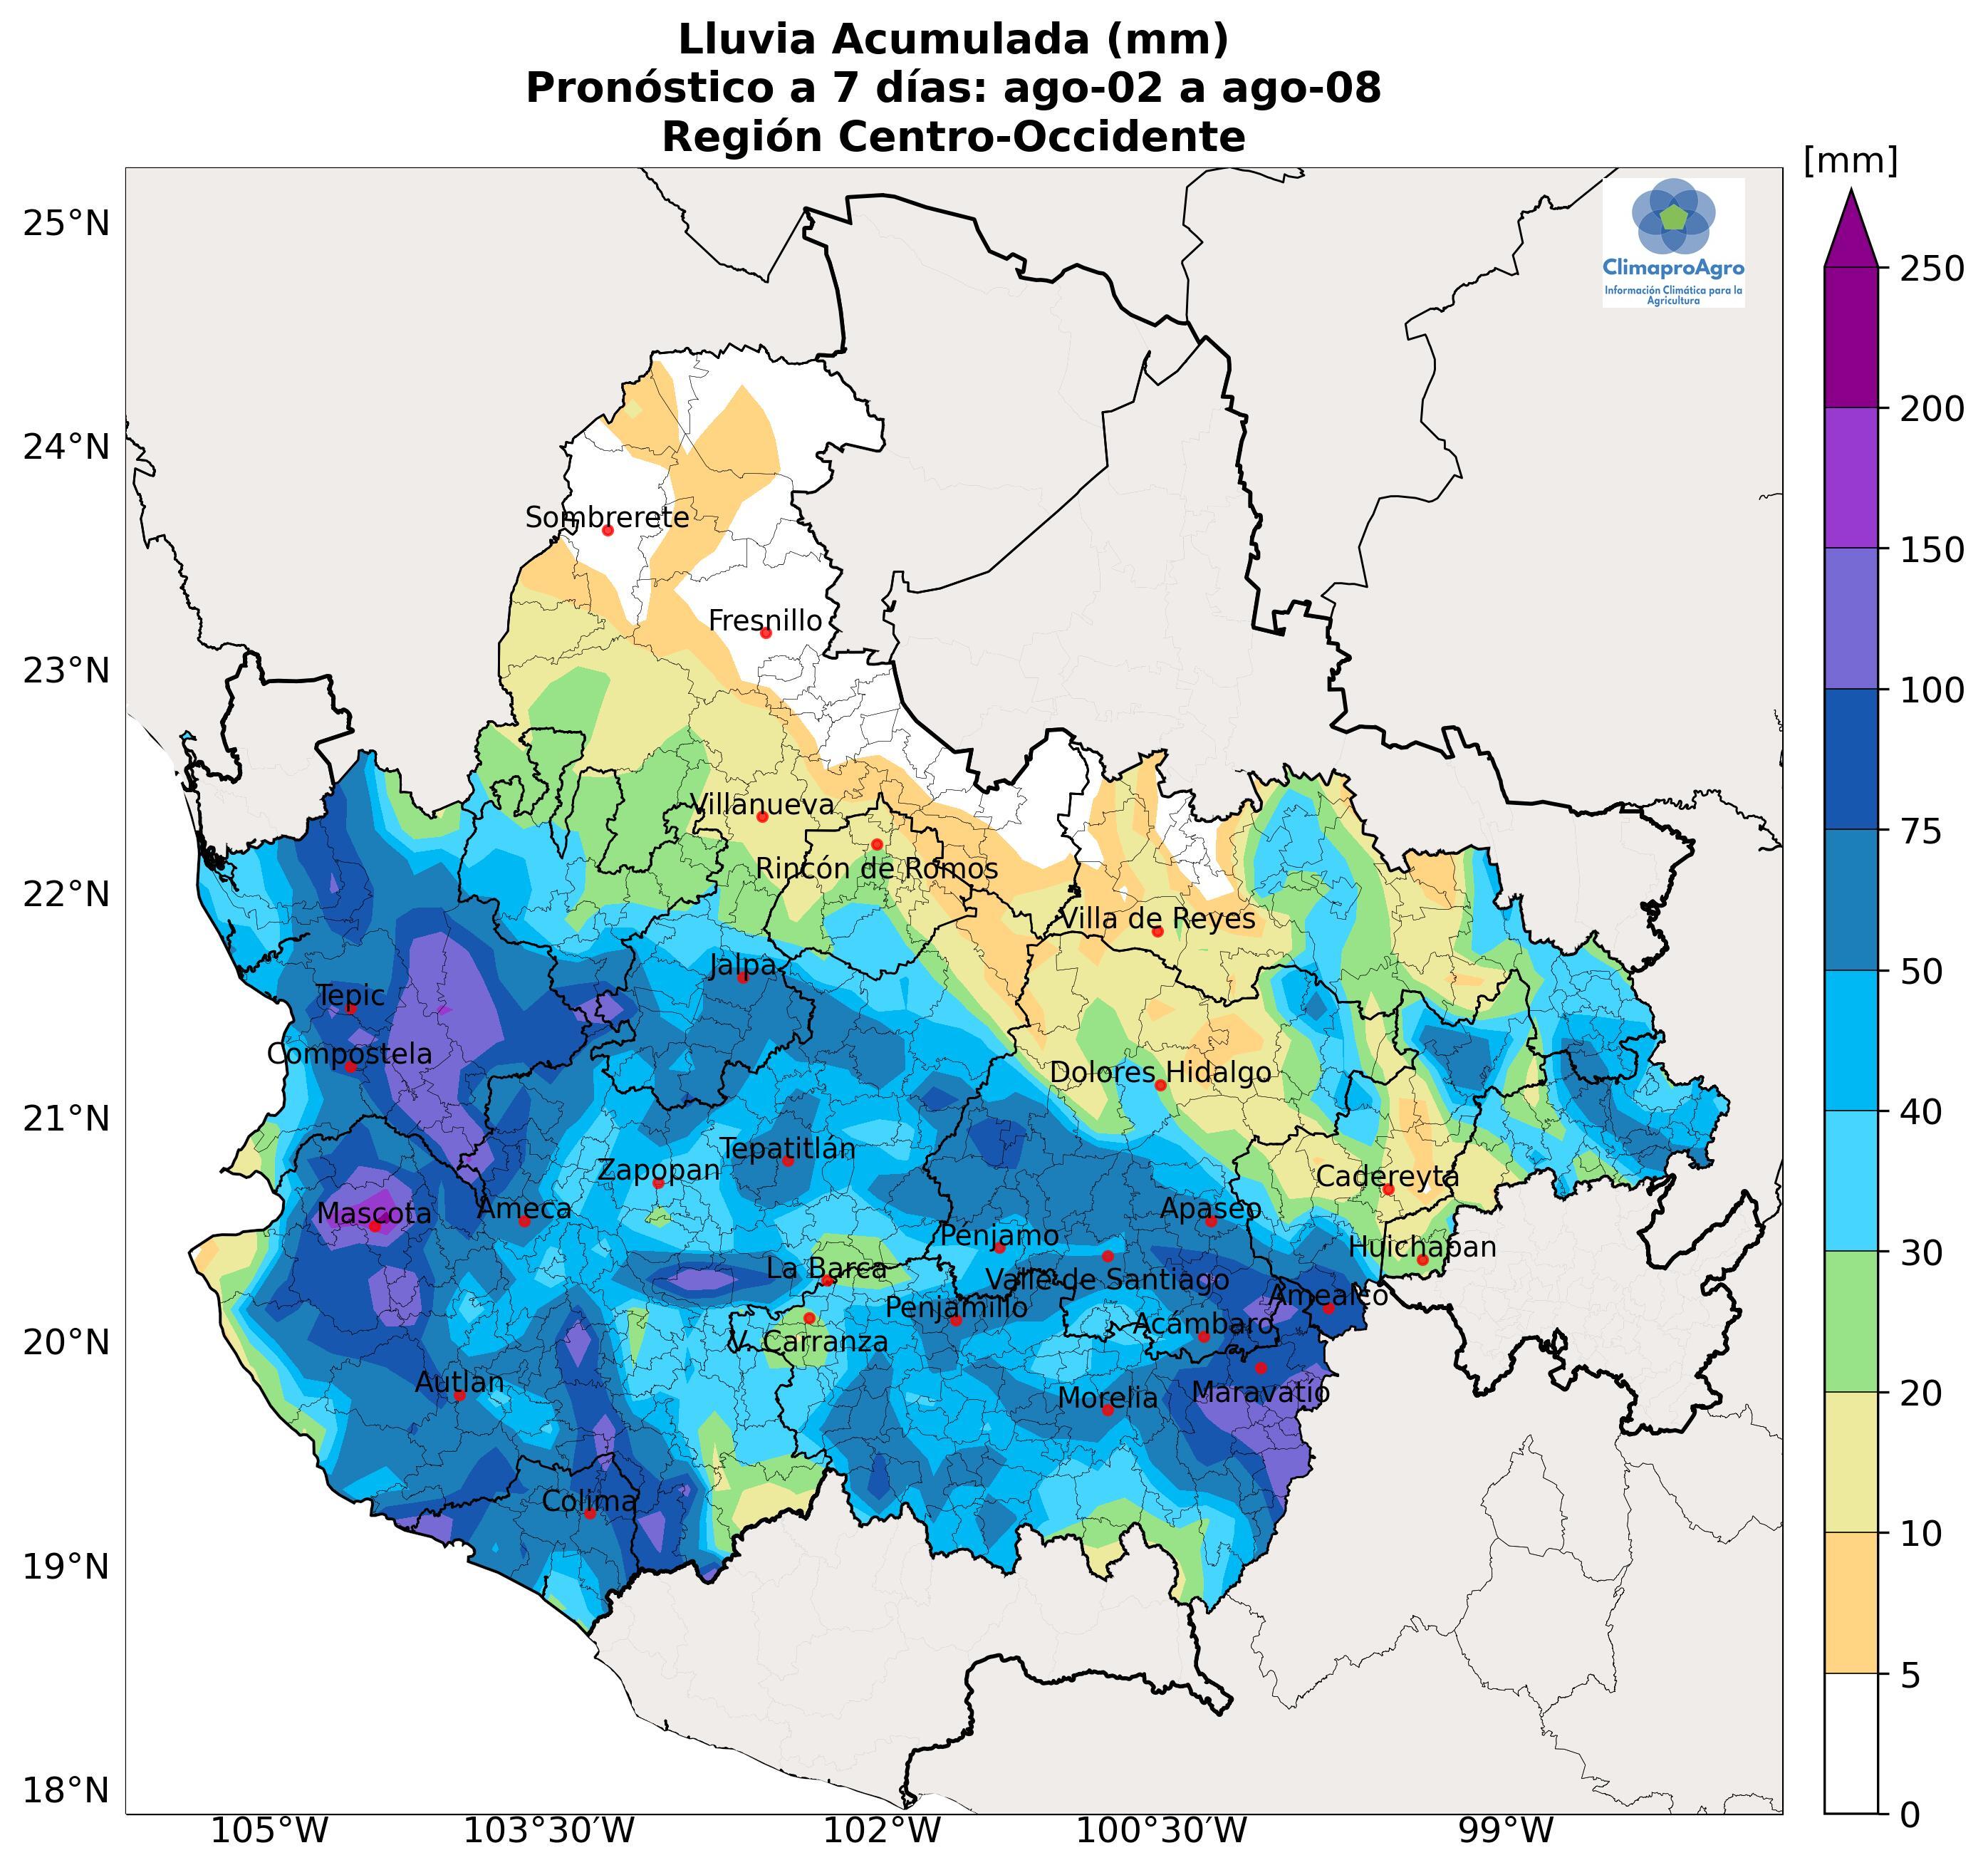 Lluvia Acumulada (mm)
Pronóstico a 7 días: ago-02 a ago-08
Región Centro-Occidente
[mm]
25°N
24°N
23°N
22°N
21°N
20°N
19°N
18°N
ClimaproAgro
Información Climática para la
Agricultura
Sombrerete
Fresnillo
Villanueva
Rincón de Romos
Villa de Reyes
Jalpa
Tepic
Compostela
Dolores Hidalgo
Tepatitlán
Zapopan
Cadereyta
Mascota
Ameca
Apaseo
Penjamo
Huichapan
La Barca
Valle de Santiago
Amealco
Penjamillo
Acámbaro
V. Carranza
Autlan
Morelia
Maravatío
Colima
105°W
103°30'W
102°W
100°30'W
99°W
250
200
150
100
75
50
40
30
20
10
5
0